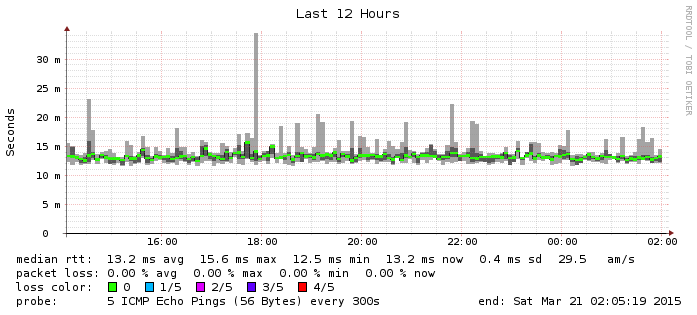 Last 12 Hours
RRDTOOL / TOBI OETIKER
Seconds
30 m
25 m
20 m
15 m
10 m
5 m
0
16:00 18:00 20:00 22:00 00:00 02:00
median rtt: 13.2 ms avg 15.6 ms max 12.5 ms min 13.2 ms now 0.4 ms sd 29.5 am/s
packet loss: 0.00 % avg 0.00 % max 0.00 % min 0.00 % now
loss color: 0 1/5 2/5 3/5 4/5
probe: 5 ICMP Echo Pings (56 Bytes) every 300s end: Sat Mar 21 02:05:19 2015